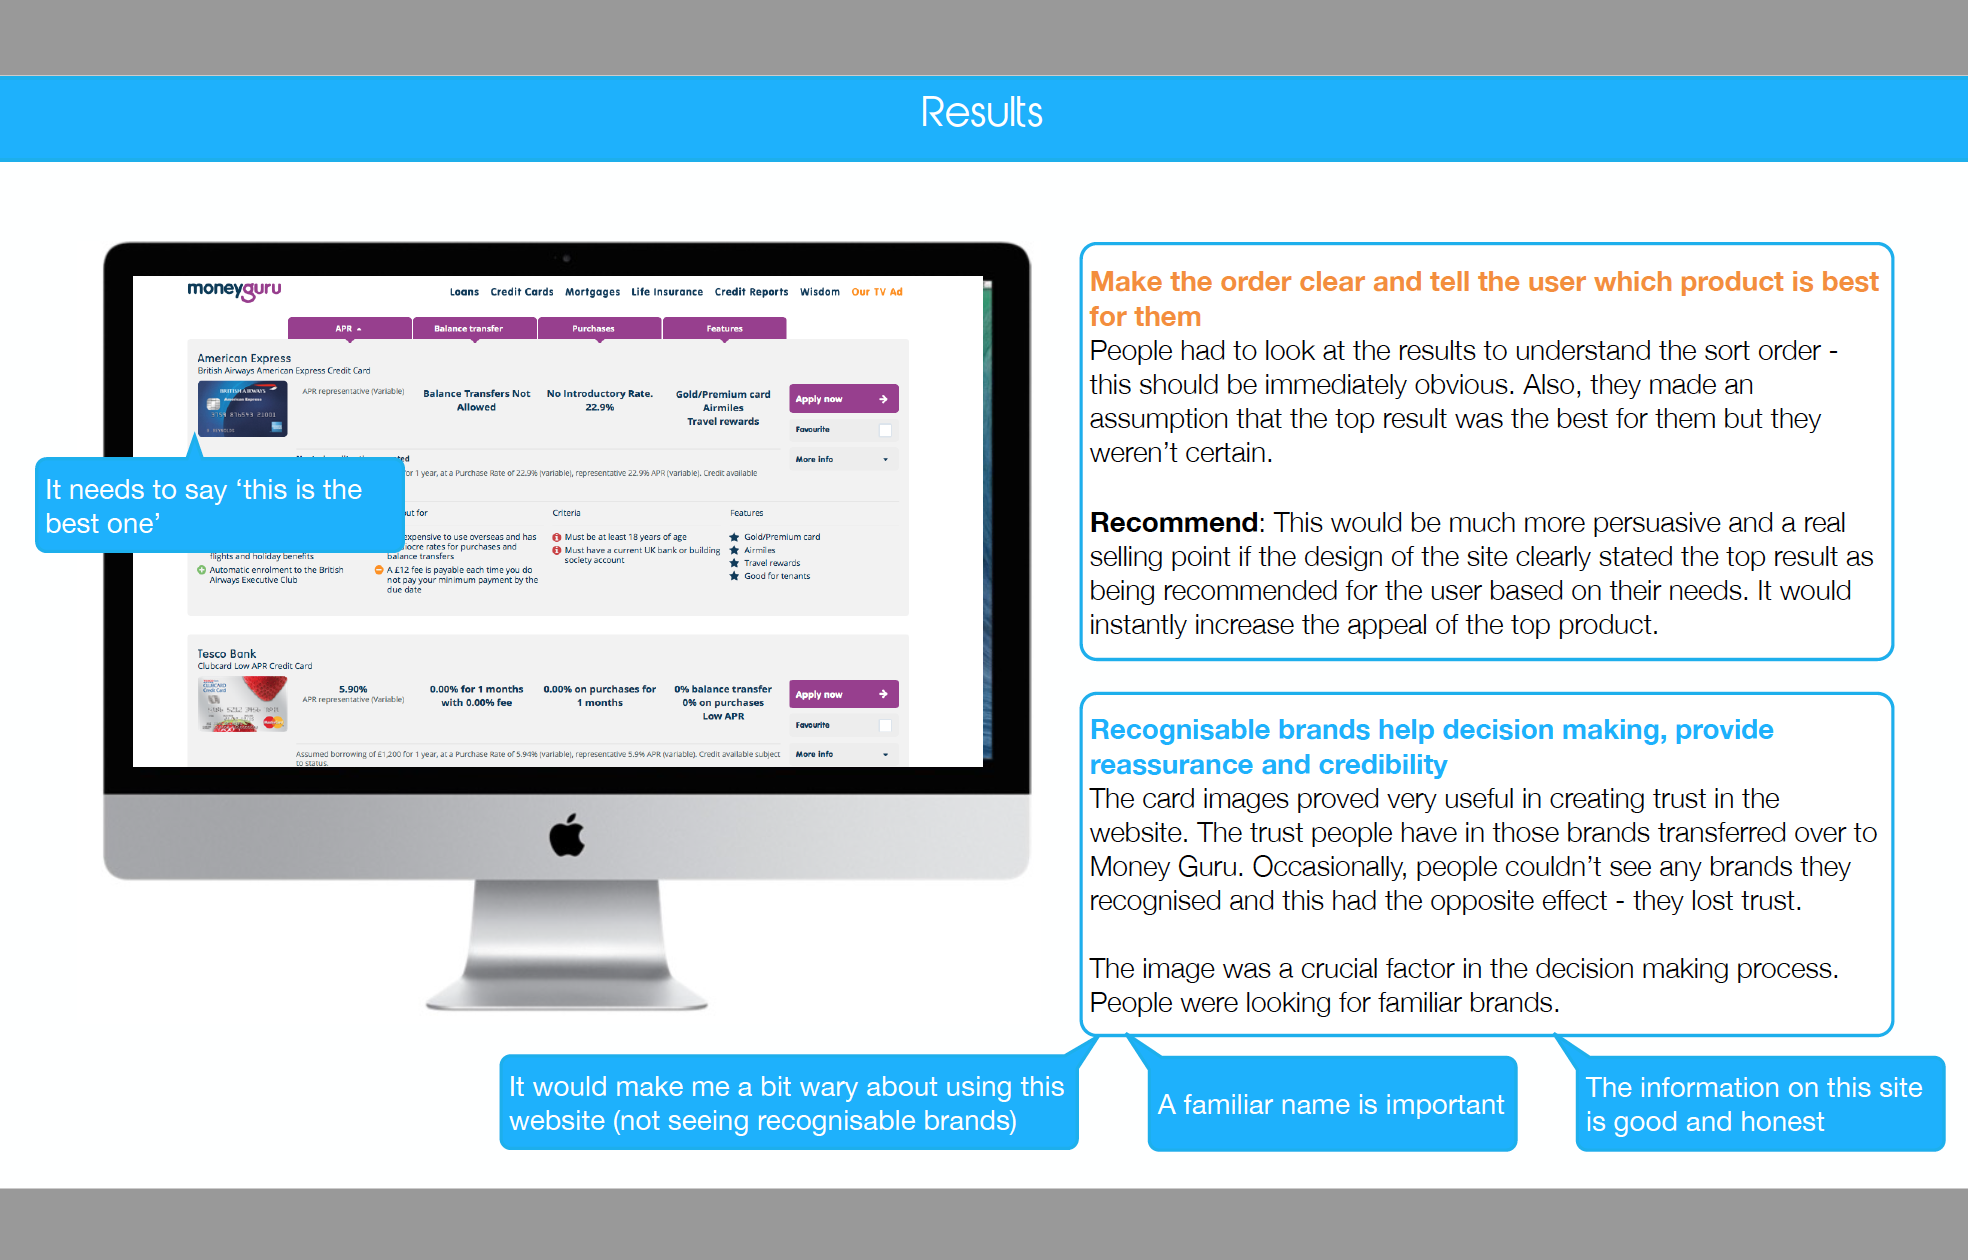 Results
moneyguru
Loans Credit Cards Mortgages Life Insurance Credit Reports Wisdom Our TV Ad
APR Balance transfer Purchases Features
American Express
British Airways American Express Credit Card
BRITISH AIRWAYS
American Express
APR representative (Variable)
Balance Transfers Not
Allowed
No Introductory Rate.
22.9%
Gold/Premium card
Airmiles
Travel rewards
Apply now
Favourite
More info
or 1 year, at a Purchase Rate of 22.9% (variable), representative 22.9% APR (variable). Credit available
It needs to say ‘this is the
best one’
out for
Criteria
Features
expensive to use overseas and has
rates for purchases and
balance transfers
A £12 fee is payable each time you do
not pay your minimum payment by the
due date
Must be at least 18 years of age
Must have a current UK bank or building
society account
Gold/Premium card
Airmiles
Travel rewards
Good for tenants
flights and holiday benefits
Automatic enrolment to the British
Airways Executive Club
Tesco Bank
Clubcard Low APR Credit Card
5.90%
APR representative (Variable)
0.00% for 1 months
with 0.00% fee
0.00% on purchases for
1 months
0% balance transfer
0% on purchases
Low APR
Apply now
Favourite
More info
Assumed borrowing of £1,200 for 1 year, at a Purchase Rate of 5.94% (variable), representative 5.9% APR (variable). Credit available subject
to status.
Make the order clear and tell the user which product is best
for them
People had to look at the results to understand the sort order -
this should be immediately obvious. Also, they made an
assumption that the top result was the best for them but they
weren’t certain.
Recommend: This would be much more persuasive and a real
selling point if the design of the site clearly stated the top result as
being recommended for the user based on their needs. It would
instantly increase the appeal of the top product.
Recognisable brands help decision making, provide
reassurance and credibility
The card images proved very useful in creating trust in the
website. The trust people have in those brands transferred over to
Money Guru. Occasionally, people couldn’t see any brands they
recognised and this had the opposite effect - they lost trust.
The image was a crucial factor in the decision making process.
People were looking for familiar brands.
It would make me a bit wary about using this
website (not seeing recognisable brands)
A familiar name is important
The information on this site
is good and honest